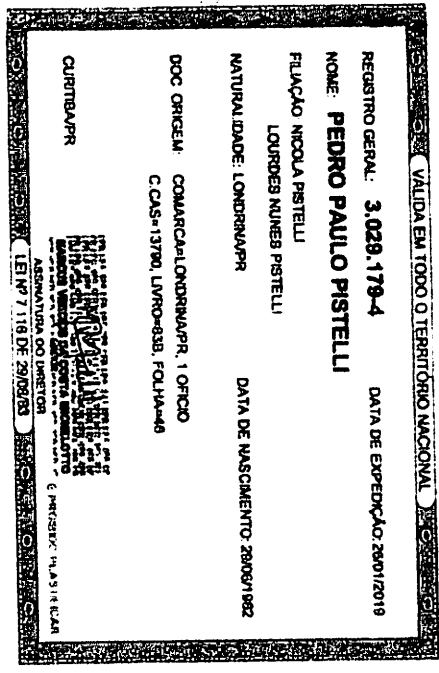 VÁLIDA EM TODO O TERRITÓRIO NACIONAL
REGISTRO GERAL: 3.029.179-4 DATA DE EXPEDIÇÃO: 26/01/2019
NOME: PEDRO PAULO PISTELLI
FILIAÇÃO: NICOLA PISTELLI
LOURDES NUNES PISTELLI
NATURALIDADE: LONDRINA/PR DATA DE NASCIMENTO: 29/06/1962
DOC ORIGEM: COMARCA=LONDRINA/PR, 1 OFICIO
C.CAS=13790, LIVRO=63B, FOLHA=46
CURITIBA/PR
ASSINATURA DO DIRETOR
LEI Nº 7.116 DE 29/08/83
PLASTIFICAR